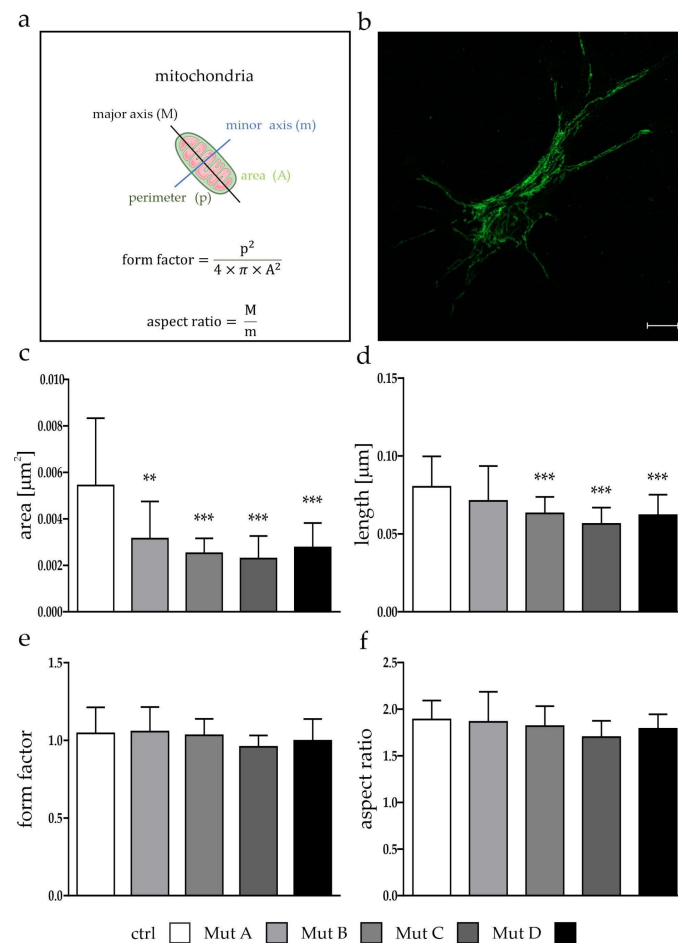 a
mitochondria
major axis (M)
minor axis (m)
area (A)
perimeter (p)
form factor = p² / 4 × π × A²
aspect ratio = M / m
b
c
area [µm²]
0.010
0.008
0.006
0.004
0.002
0.000
** *** *** ***
d
length [µm]
0.15
0.10
0.05
0.00
*** *** ***
e
form factor
1.5
1.0
0.5
0.0
f
aspect ratio
2.5
2.0
1.5
1.0
0.5
0.0
ctrl Mut A Mut B Mut C Mut D